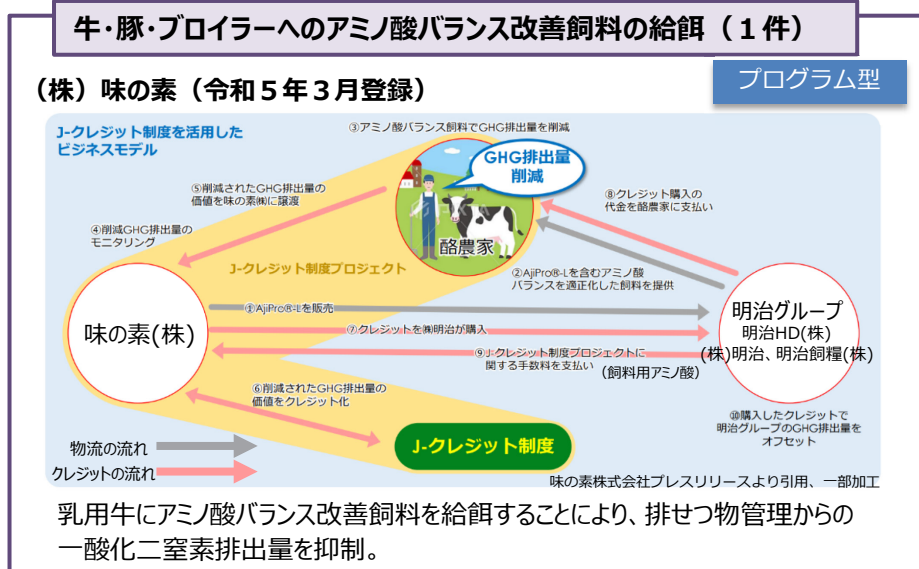 牛・豚・ブロイラーへのアミノ酸バランス改善飼料の給餌（１件）
（株）味の素（令和５年３月登録）
プログラム型
J-クレジット制度を活用した
ビジネスモデル
③アミノ酸バランス飼料でGHG排出量を削減
GHG排出量
削減
⑤削減されたGHG排出量の
価値を味の素㈱に譲渡
⑧クレジット購入の
代金を酪農家に支払い
④削減GHG排出量の
モニタリング
酪農家
J-クレジット制度プロジェクト
②AjiPro®-Lを含むアミノ酸
バランスを適正化した飼料を提供
①AjiPro®-Lを販売
味の素(株)
⑦クレジットを㈱明治が購入
明治グループ
明治HD(株)
(株)明治、明治飼糧(株)
⑨J-クレジット制度プロジェクトに
関する手数料を支払い
(飼料用アミノ酸)
⑥削減されたGHG排出量の
価値をクレジット化
⑩購入したクレジットで
明治グループのGHG排出量を
オフセット
J-クレジット制度
物流の流れ
クレジットの流れ
味の素株式会社プレスリリースより引用、一部加工
乳用牛にアミノ酸バランス改善飼料を給餌することにより、排せつ物管理からの
一酸化二窒素排出量を抑制。